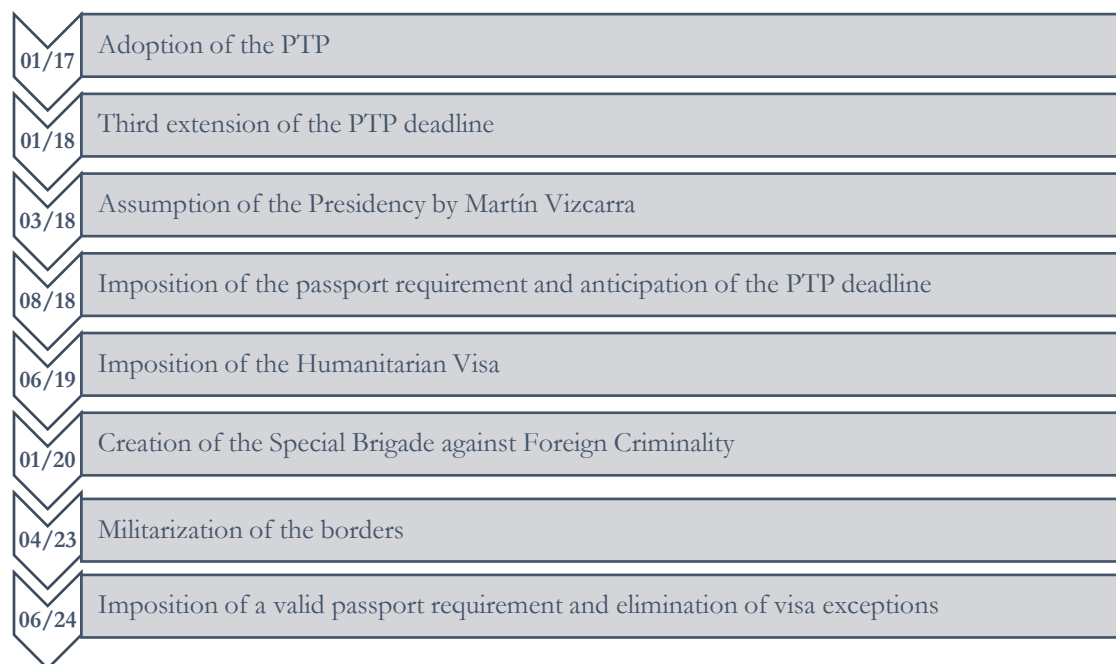 01/17 Adoption of the PTP
01/18 Third extension of the PTP deadline
03/18 Assumption of the Presidency by Martín Vizcarra
08/18 Imposition of the passport requirement and anticipation of the PTP deadline
06/19 Imposition of the Humanitarian Visa
01/20 Creation of the Special Brigade against Foreign Criminality
04/23 Militarization of the borders
06/24 Imposition of a valid passport requirement and elimination of visa exceptions